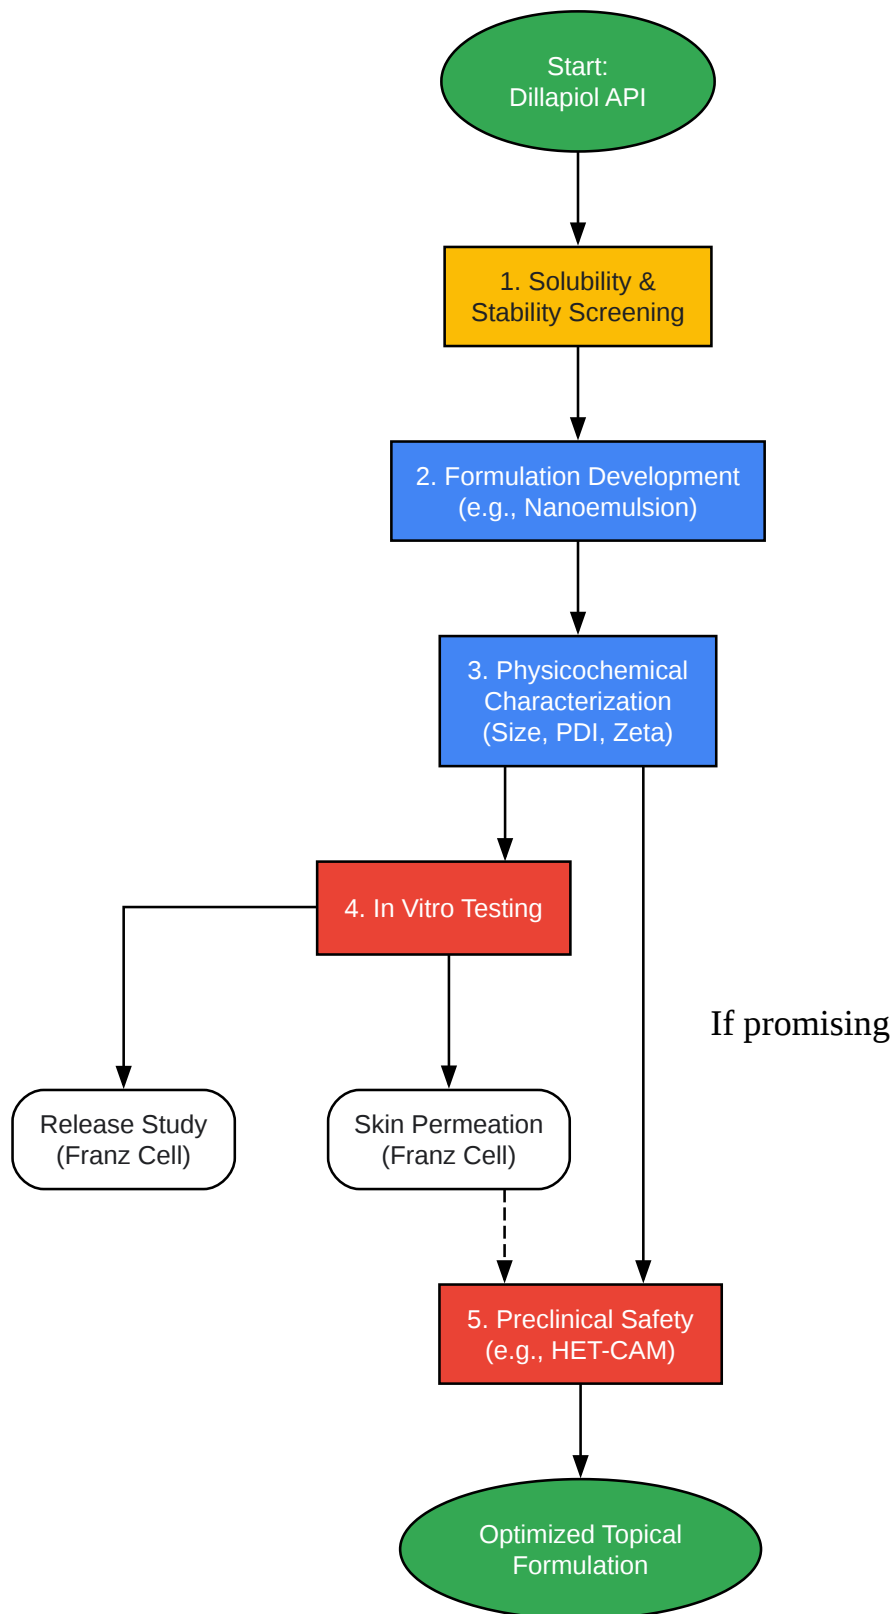 Start:
Dillapiol API
1. Solubility &
Stability Screening
2. Formulation Development
(e.g., Nanoemulsion)
3. Physicochemical
Characterization
(Size, PDI, Zeta)
4. In Vitro Testing
If promising
Release Study
(Franz Cell)
Skin Permeation
(Franz Cell)
5. Preclinical Safety
(e.g., HET-CAM)
Optimized Topical
Formulation